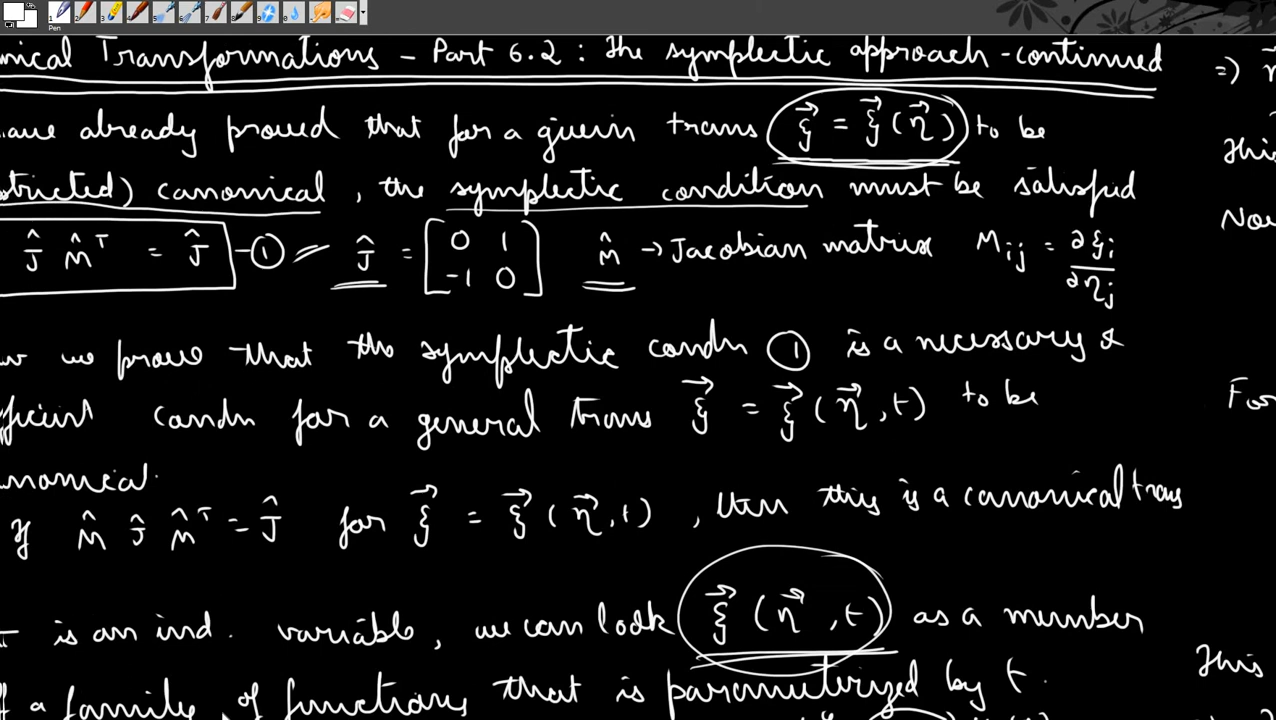 nical Transformations – Part 6.2 : The symplectic approach -continued
have already proved that for a given trans ξ⃗ = ξ⃗(η⃗) to be
stricted) canonical, the symplectic condition must be satisfied
Ĵ M̂ᵀ = Ĵ –① Ĵ = [0 1; -1 0] M̂ → Jacobian matrix Mij = ∂ξi/∂ηj
w we prove that the symplectic condn ① is a necessary &
fficient condn for a general trans ξ⃗ = ξ⃗(η⃗,t) to be
nonical.
If M̂ Ĵ M̂ᵀ = Ĵ for ξ⃗ = ξ⃗(η⃗,t), then this is a canonical trans
t is an ind. variable, we can look ξ⃗(η⃗,t) as a member
f a family of functions that is parameterized by t.
=)
This
Now
For
This
Pen